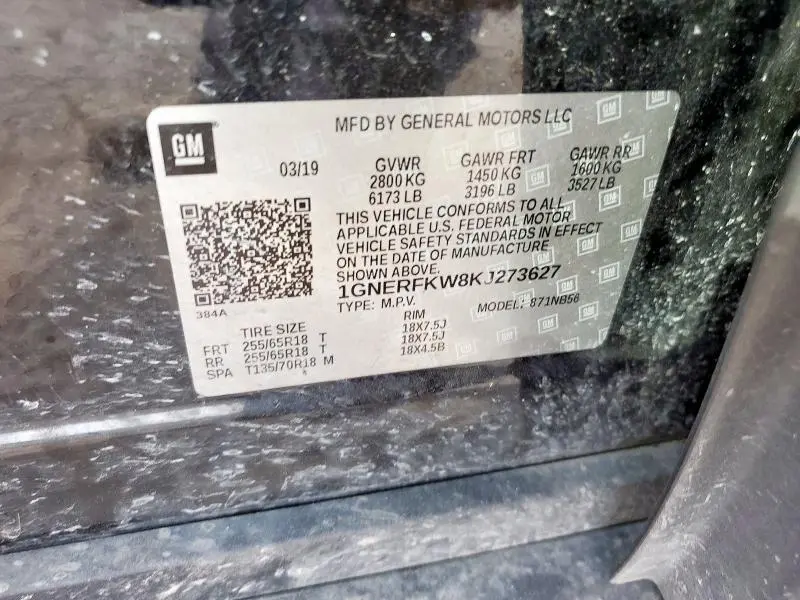 GM
MFD BY GENERAL MOTORS LLC
03/19 GVWR GAWR FRT GAWR RR
2800 KG 1450 KG 1600 KG
6173 LB 3196 LB 3527 LB
THIS VEHICLE CONFORMS TO ALL
APPLICABLE U.S. FEDERAL MOTOR
VEHICLE SAFETY STANDARDS IN EFFECT
ON THE DATE OF MANUFACTURE
SHOWN ABOVE.
1GNERFKW8KJ273627
TYPE: M.P.V. MODEL: 871NB56
384A
TIRE SIZE RIM
FRT 255/65R18 T 18X7.5J
RR 255/65R18 T 18X7.5J
SPA T135/70R18 M 18X4.5B